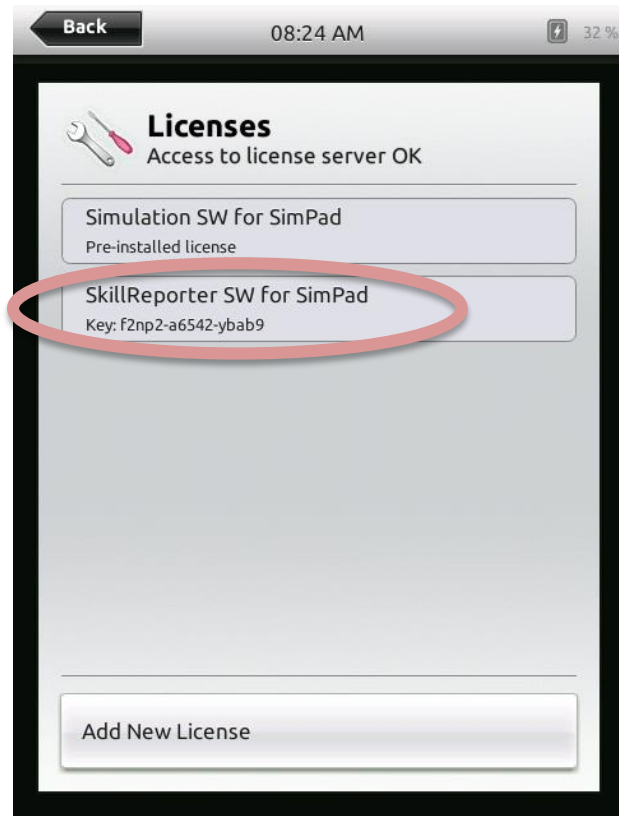 Back
08:24 AM
32 %
Licenses
Access to license server OK
Simulation SW for SimPad
Pre-installed license
SkillReporter SW for SimPad
Key: f2np2-a6542-ybab9
Add New License